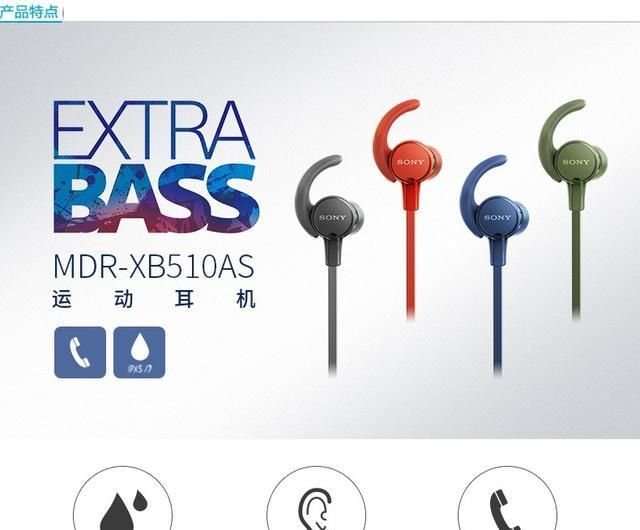 产品特点
EXTRA
BASS
MDR-XB510AS
运动耳机
IPX5/7
SONY
SONY
SONY
SONY